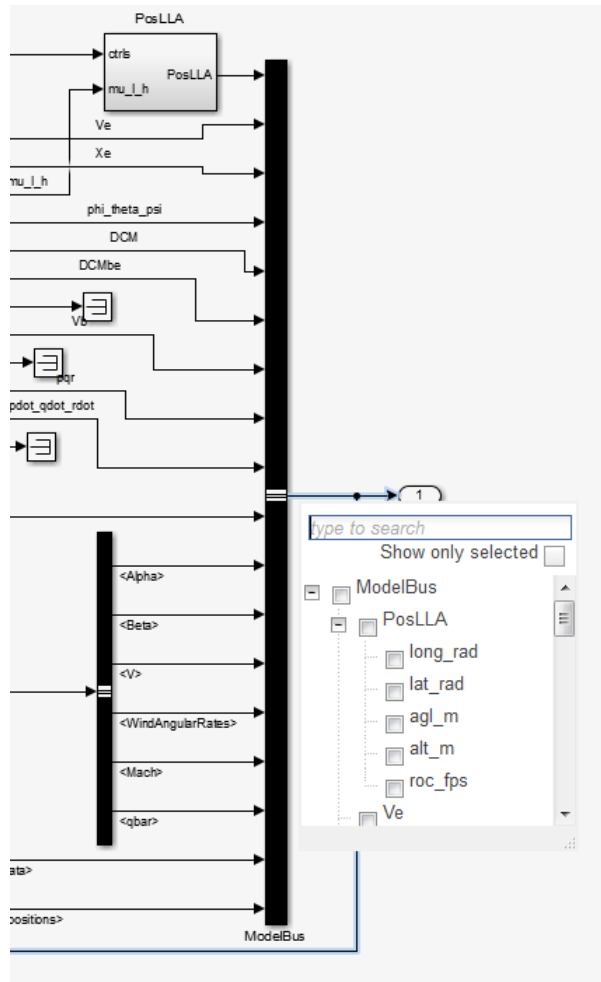 PosLLA
ctrls
PosLLA
mu_l_h
Ve
Xe
mu_l_h
phi_theta_psi
DCM
DCMbe
Vb
pqr
pdot_qdot_rdot
1
type to search
Show only selected
ModelBus
PosLLA
long_rad
lat_rad
agl_m
alt_m
roc_fps
Ve
<Alpha>
<Beta>
<V>
<WindAngularRates>
<Mach>
<qbar>
ata>
positions>
ModelBus